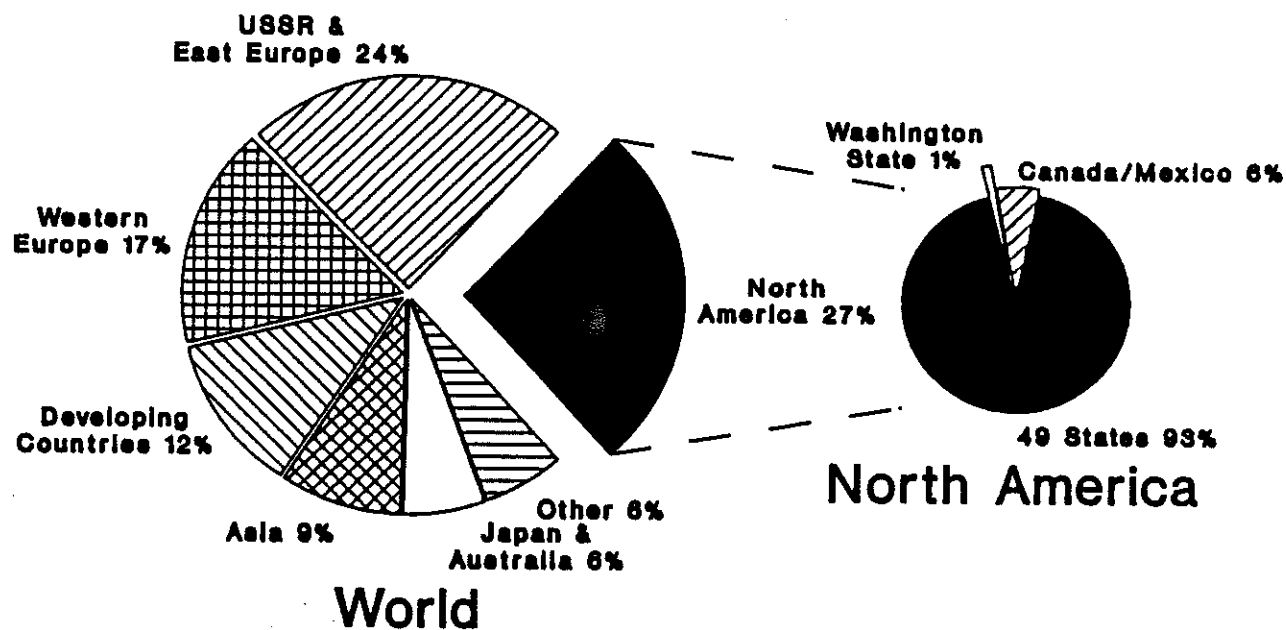 USSR &
East Europe 24%
Western
Europe 17%
Developing
Countries 12%
Asia 9%
Other 6%
Japan &
Australia 6%
North
America 27%
World
Washington
State 1%
Canada/Mexico 6%
49 States 93%
North America